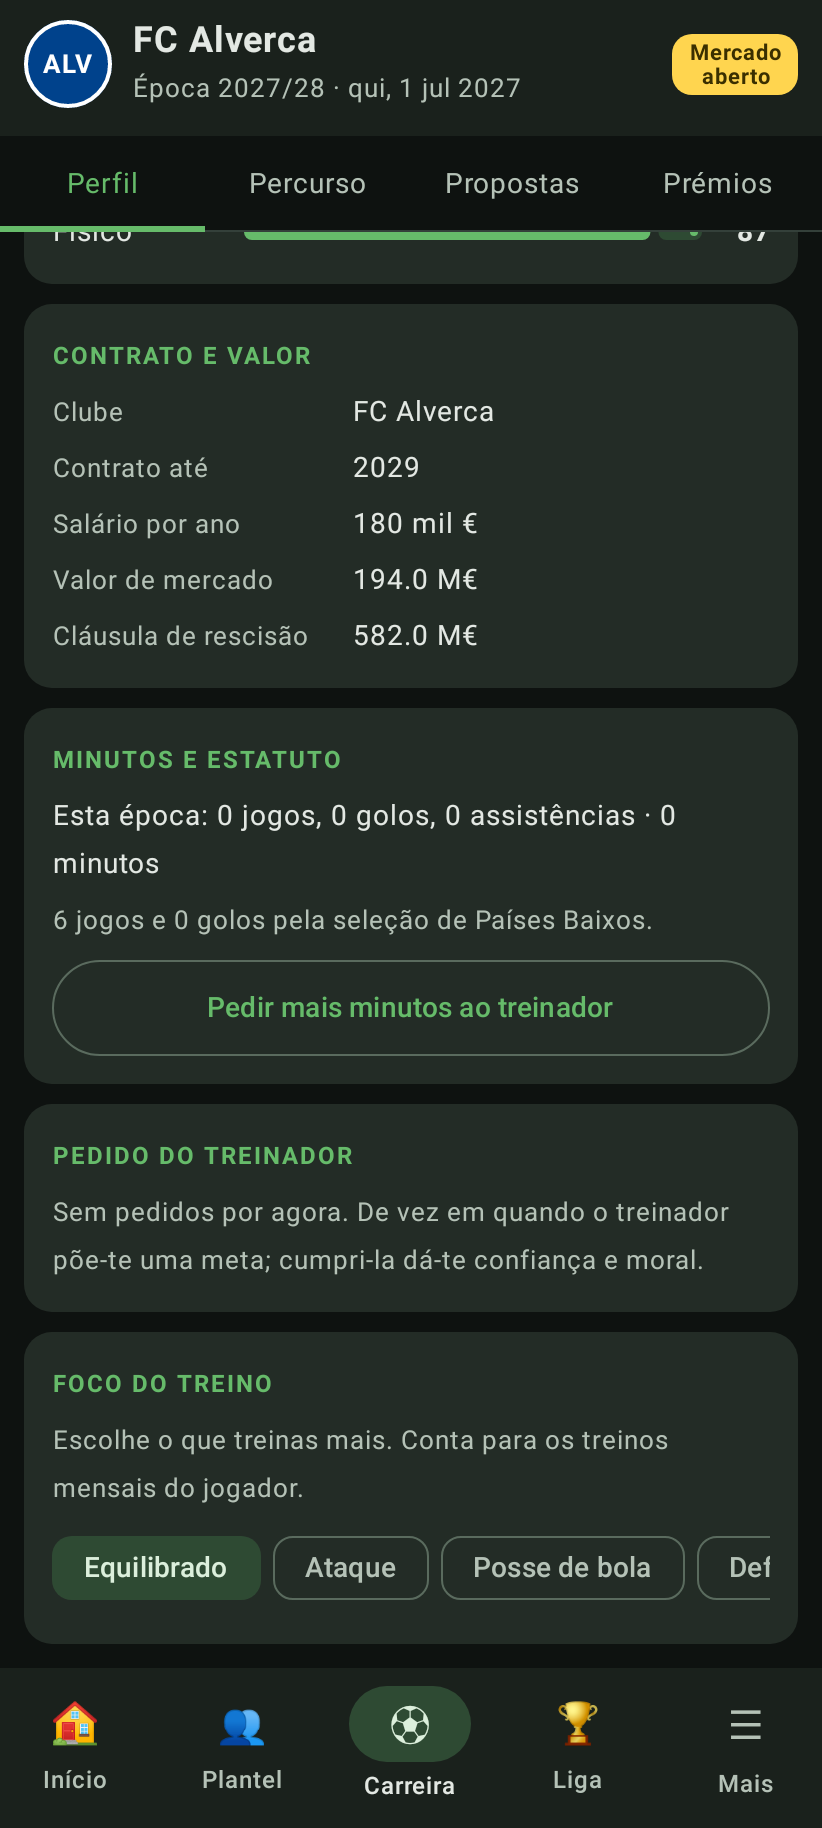 ALV
FC Alverca
Época 2027/28 · qui, 1 jul 2027
Mercado
aberto
Perfil
Percurso
Propostas
Prémios
Físico 87
CONTRATO E VALOR
Clube FC Alverca
Contrato até 2029
Salário por ano 180 mil €
Valor de mercado 194.0 M€
Cláusula de rescisão 582.0 M€
MINUTOS E ESTATUTO
Esta época: 0 jogos, 0 golos, 0 assistências · 0
minutos
6 jogos e 0 golos pela seleção de Países Baixos.
Pedir mais minutos ao treinador
PEDIDO DO TREINADOR
Sem pedidos por agora. De vez em quando o treinador
põe-te uma meta; cumpri-la dá-te confiança e moral.
FOCO DO TREINO
Escolhe o que treinas mais. Conta para os treinos
mensais do jogador.
Equilibrado
Ataque
Posse de bola
Def
Início
Plantel
Carreira
Liga
Mais